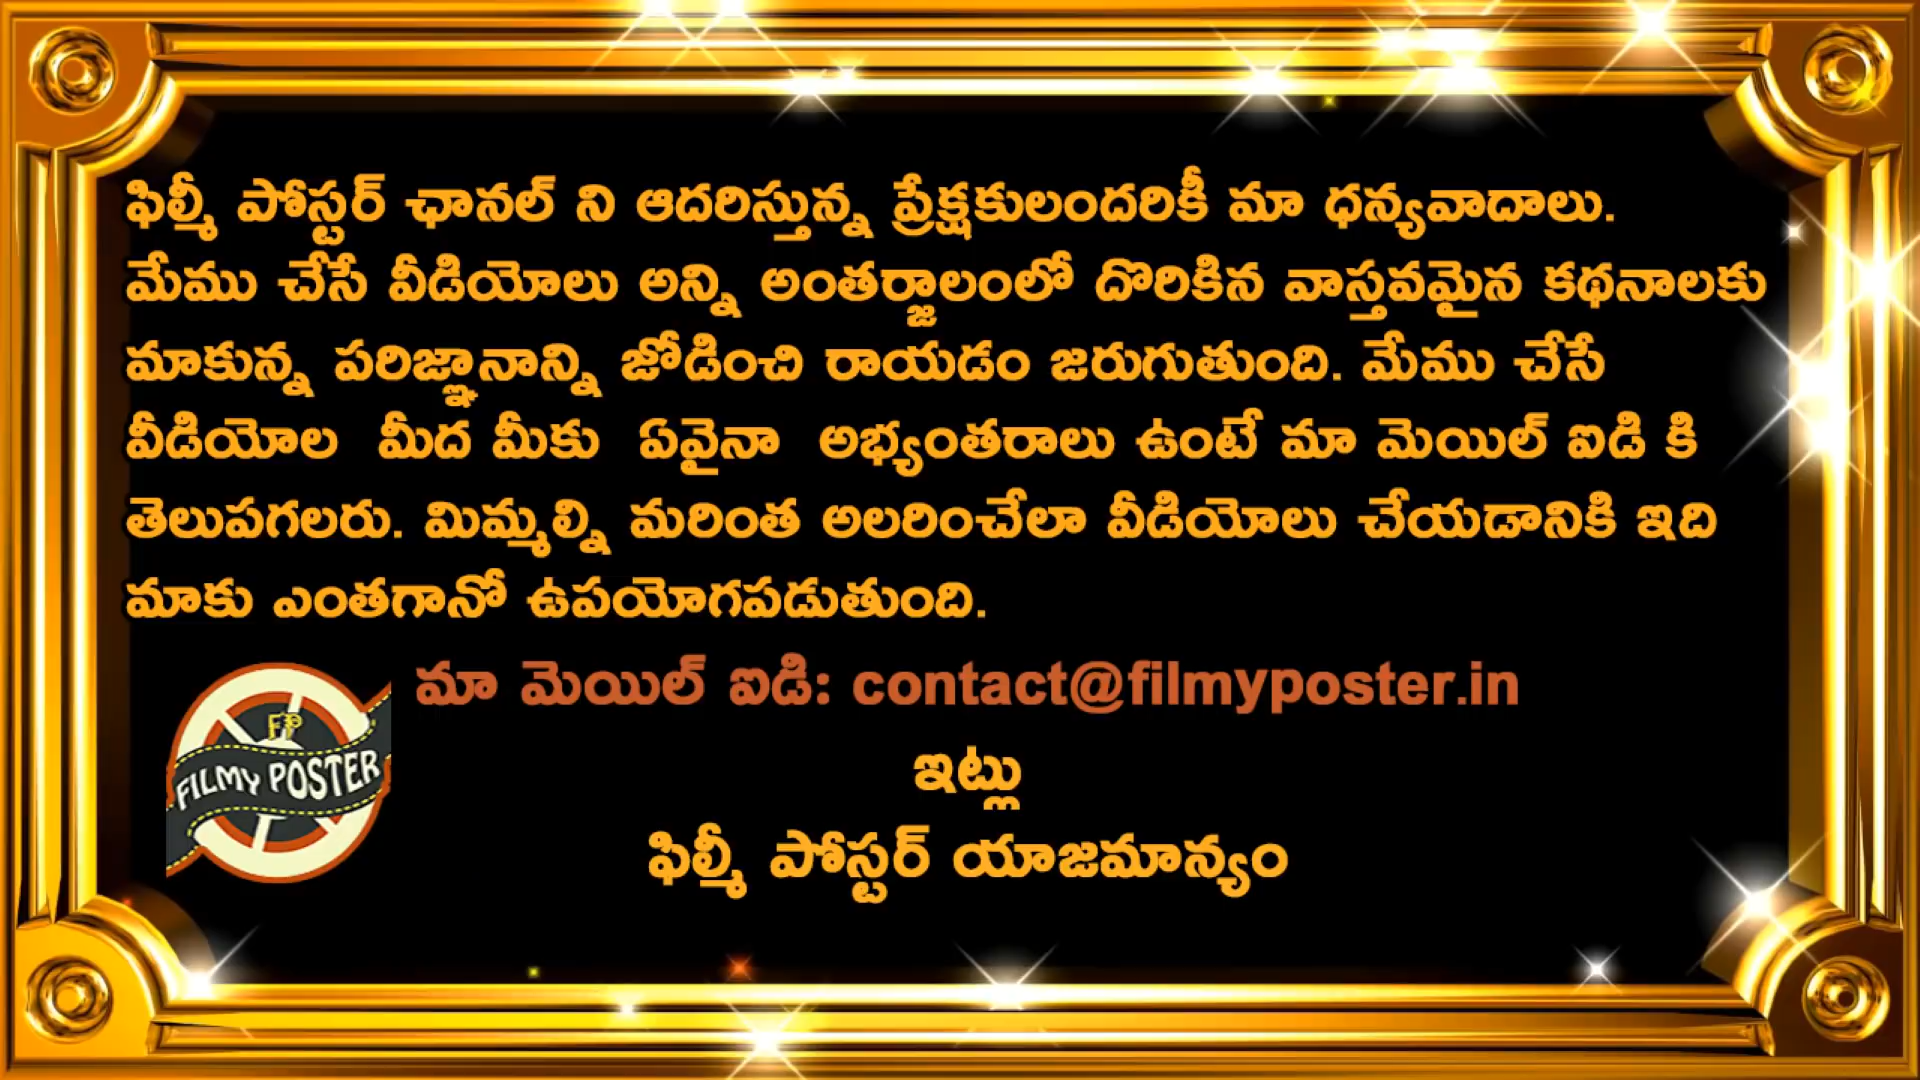 ఫిల్మీ పోస్టర్ ఛానల్ ని ఆదరిస్తున్న ప్రేక్షకులందరికీ మా ధన్యవాదాలు.
మేము చేసే వీడియోలు అన్ని అంతర్జాలంలో దొరికిన వాస్తవమైన కథనాలకు
మాకున్న పరిజ్ఞానాన్ని జోడించి రాయడం జరుగుతుంది. మేము చేసే
వీడియోల మీద మీకు ఏవైనా అభ్యంతరాలు ఉంటే మా మెయిల్ ఐడి కి
తెలుపగలరు. మిమ్మల్ని మరింత అలరించేలా వీడియోలు చేయడానికి ఇది
మాకు ఎంతగానో ఉపయోగపడుతుంది.
మా మెయిల్ ఐడి: contact@filmyposter.in
FP
FILMY POSTER
ఇట్లు
ఫిల్మీ పోస్టర్ యాజమాన్యం